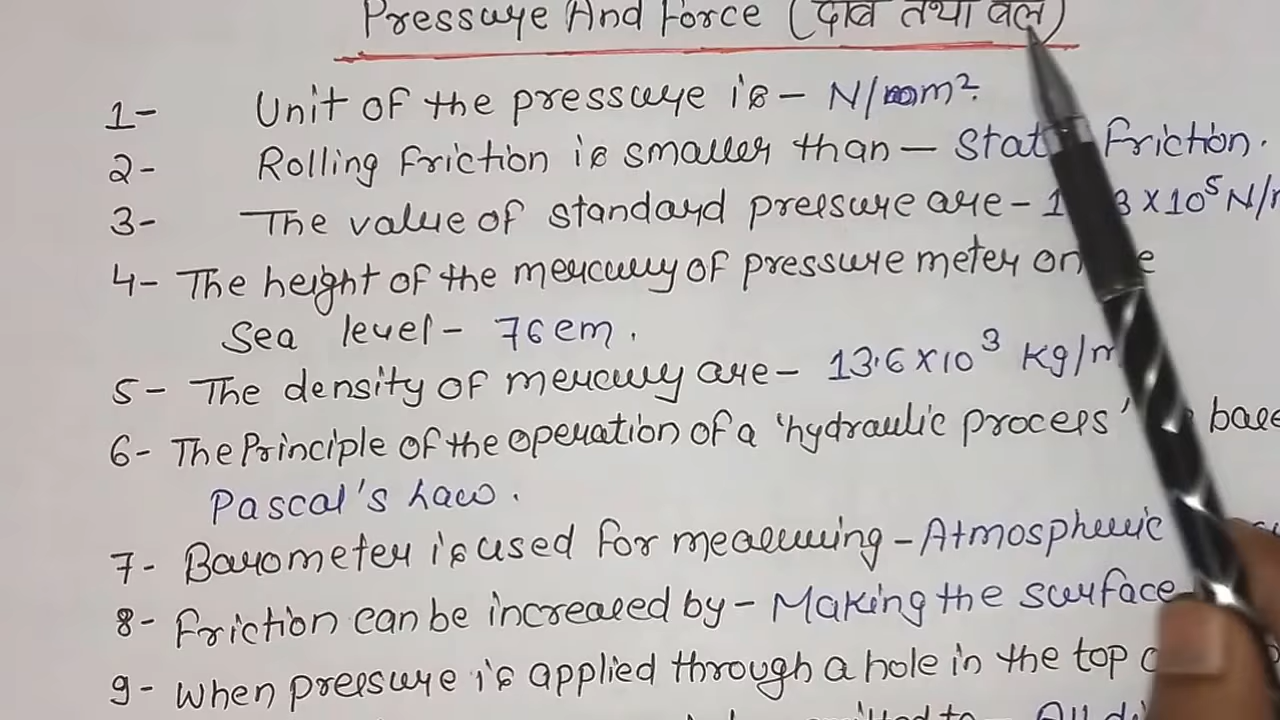 Pressure And Force (दाब तथा बल)
1- Unit of the pressure is - N/m².
2- Rolling friction is smaller than - Friction.
3- The value of standard pressure are - × 10⁵ N/
4- The height of the mercury of pressure meter on
Sea level - 76 cm.
5- The density of mercury are - 13.6 × 10³ kg/m
6- The Principle of the operation of a 'hydraulic process'
Pascal's Law.
7- Barometer is used for measuring - Atmospheric
8- Friction can be increased by - Making the surface
9- When pressure is applied through a hole in the top
All